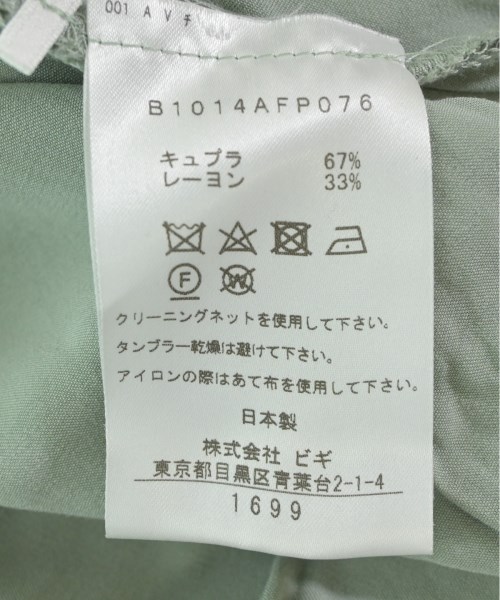 001 A V チ
B1014AFP076
キュプラ 67%
レーヨン 33%
F W
クリーニングネットを使用して下さい。
タンブラー乾燥は避けて下さい。
アイロンの際はあて布を使用して下さい。
日本製
株式会社 ビギ
東京都目黒区青葉台2-1-4
1699